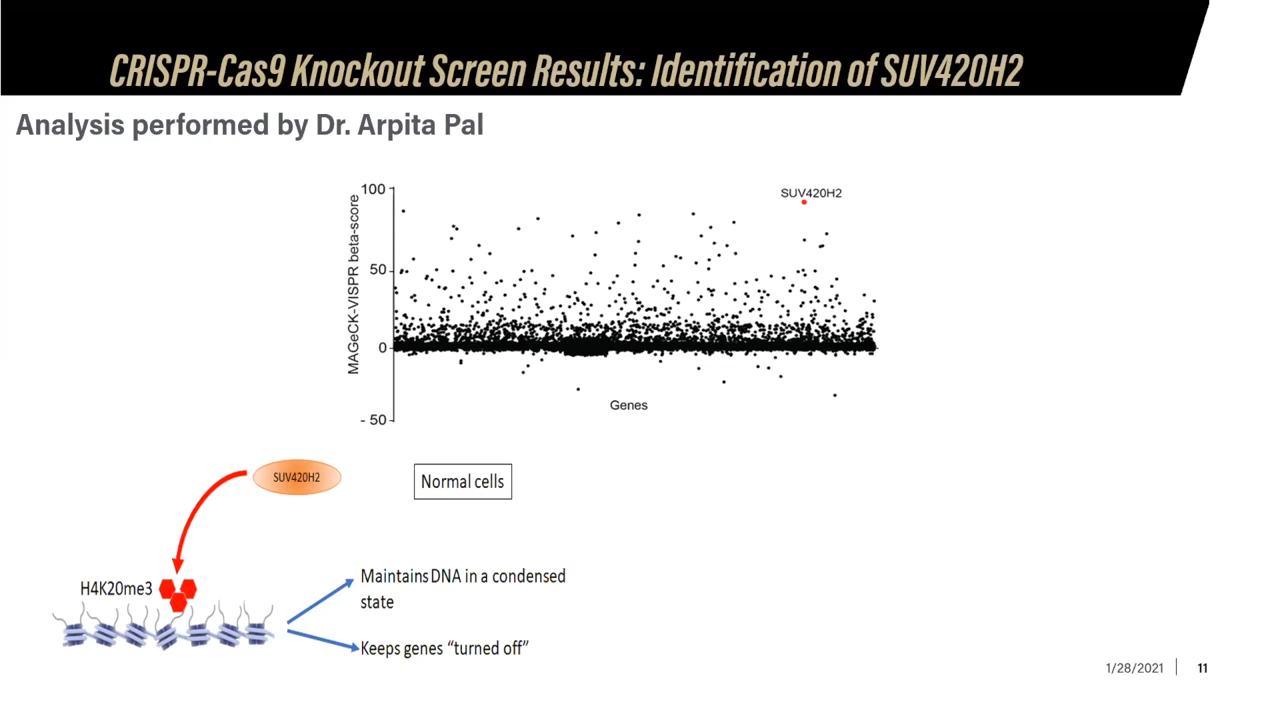 CRISPR-Cas9 Knockout Screen Results: Identification of SUV420H2
Analysis performed by Dr. Arpita Pal
MAGeCK-VISPR beta-score
100
50
0
- 50
SUV420H2
Genes
SUV420H2
Normal cells
H4K20me3
Maintains DNA in a condensed
state
Keeps genes “turned off”
1/28/2021
11